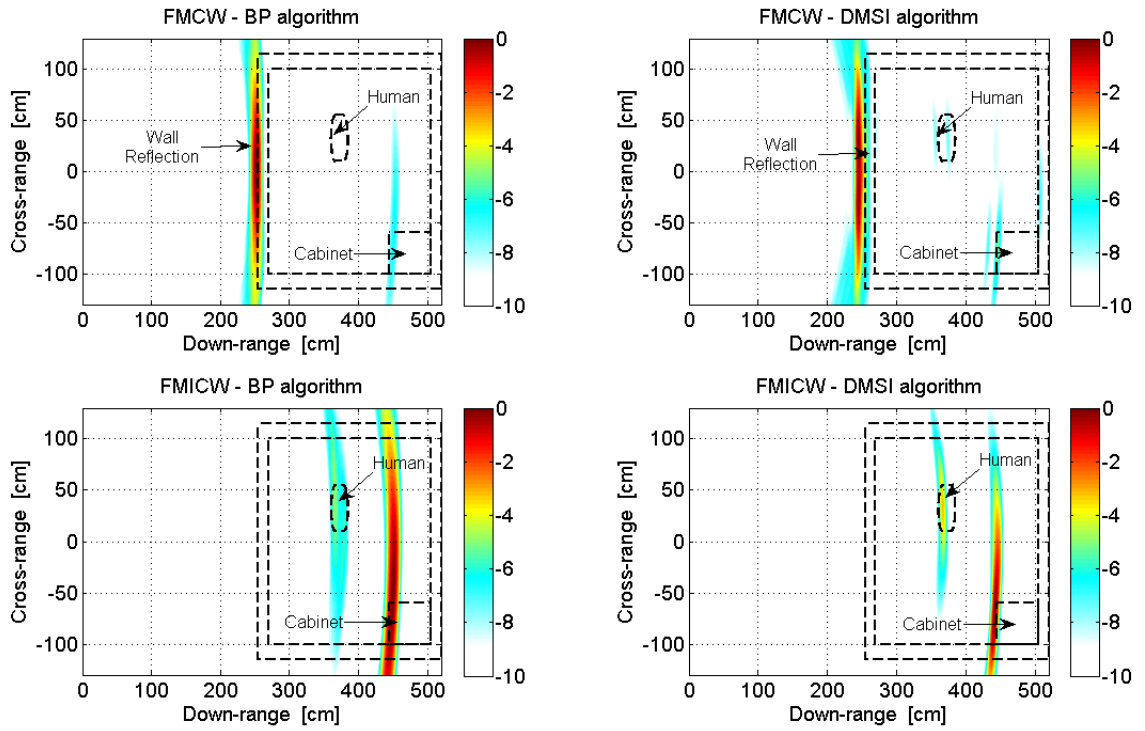 FMCW - BP algorithm
Cross-range [cm]
100
50
0
-50
-100
Wall
Reflection
Human
Cabinet
0
-2
-4
-6
-8
-10
0 100 200 300 400 500
Down-range [cm]
FMCW - DMSI algorithm
Cross-range [cm]
100
50
0
-50
-100
Wall
Reflection
Human
Cabinet
0
-2
-4
-6
-8
-10
0 100 200 300 400 500
Down-range [cm]
FMICW - BP algorithm
Cross-range [cm]
100
50
0
-50
-100
Human
Cabinet
0
-2
-4
-6
-8
-10
0 100 200 300 400 500
Down-range [cm]
FMICW - DMSI algorithm
Cross-range [cm]
100
50
0
-50
-100
Human
Cabinet
0
-2
-4
-6
-8
-10
0 100 200 300 400 500
Down-range [cm]